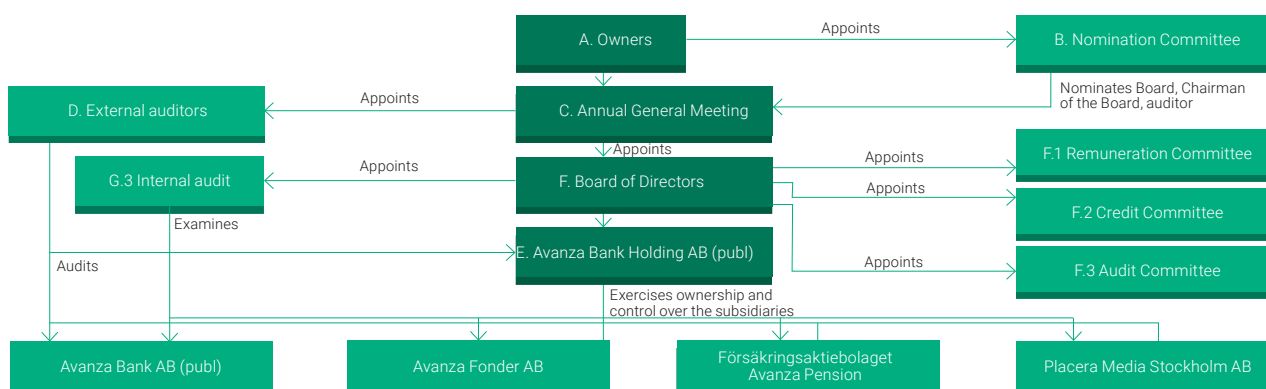 A. Owners
Appoints
B. Nomination Committee
Nominates Board, Chairman
of the Board, auditor
D. External auditors
Appoints
C. Annual General Meeting
Appoints
G.3 Internal audit
Appoints
F. Board of Directors
Appoints
F.1 Remuneration Committee
Appoints
F.2 Credit Committee
Appoints
F.3 Audit Committee
Examines
Audits
E. Avanza Bank Holding AB (publ)
Exercises ownership and
control over the subsidiaries
Avanza Bank AB (publ)
Avanza Fonder AB
Försäkringsaktiebolaget
Avanza Pension
Placera Media Stockholm AB